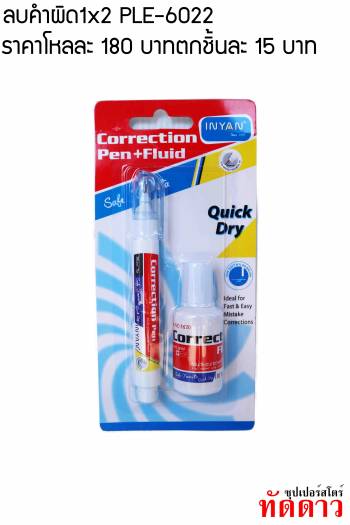 ลบคำผิด1x2 PLE-6022
ราคาโหลละ 180 บาทตกชิ้นละ 15 บาท
Correction
Pen+Fluid
INYAN
Safe
Quick
Dry
Ideal for
Fast & Easy
Mistake
Corrections
Correction Pen
INYAN
Correct
ซุปเปอร์สโตร์
ทัดดาว